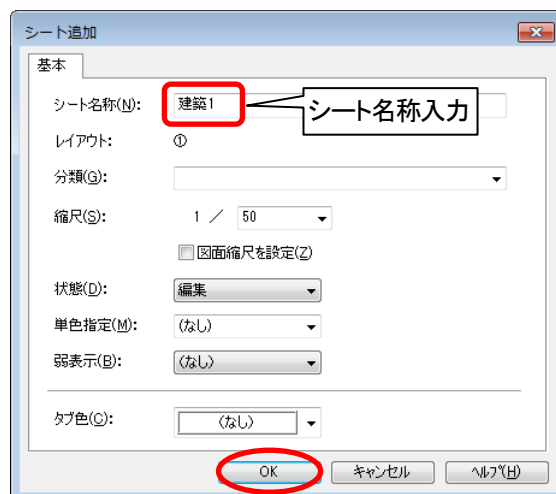 シート追加
基本
シート名称(N): 建築1
シート名称入力
レイアウト: ①
分類(G):
縮尺(S): 1 ／ 50
図面縮尺を設定(Z)
状態(D): 編集
単色指定(M): (なし)
弱表示(B): (なし)
タブ色(C): (なし)
OK キャンセル ヘルプ(H)